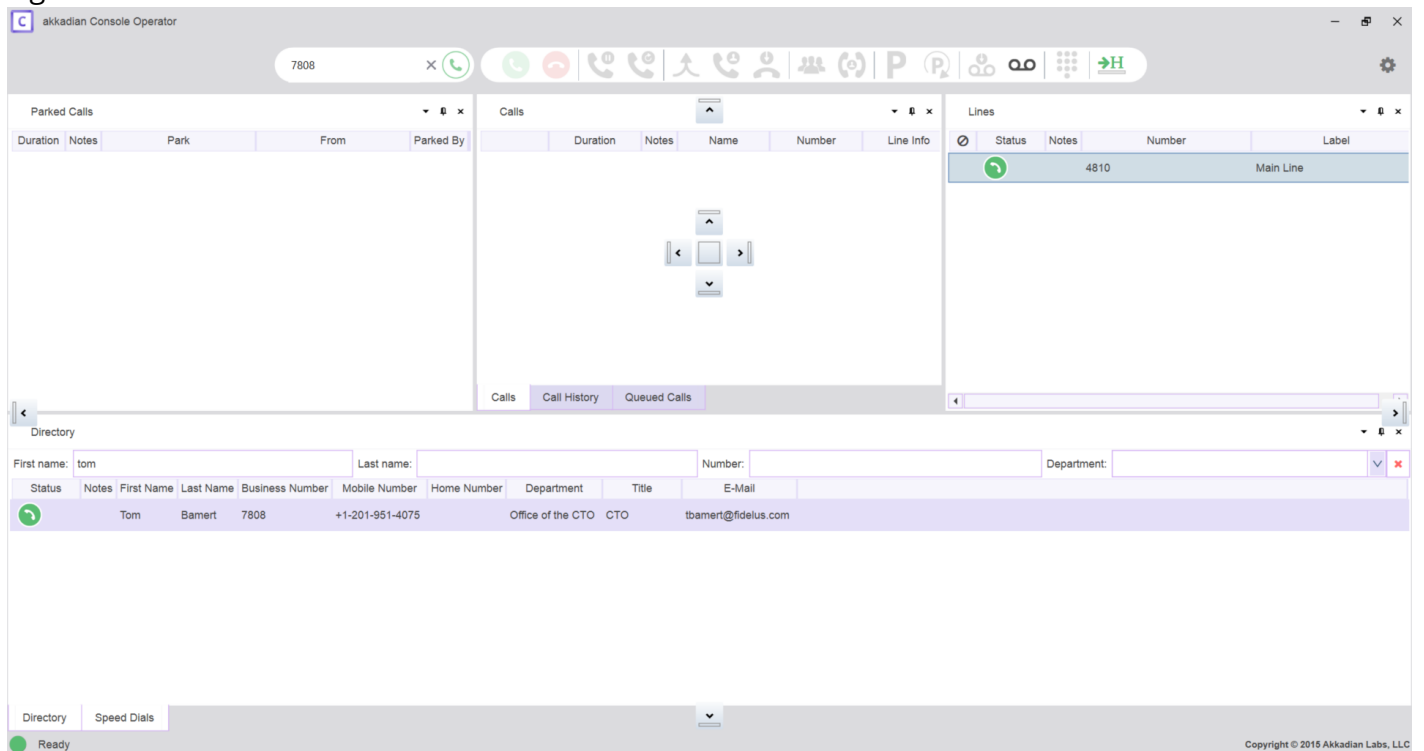 C akkadian Console Operator
7808
P P H
Parked Calls
Duration Notes Park From Parked By
Calls
Duration Notes Name Number Line Info
Calls Call History Queued Calls
Lines
Status Notes Number Label
4810 Main Line
Directory
First name: tom Last name: Number: Department:
Status Notes First Name Last Name Business Number Mobile Number Home Number Department Title E-Mail
Tom Bamert 7808 +1-201-951-4075 Office of the CTO CTO tbamert@fidelus.com
Directory Speed Dials
Ready
Copyright © 2015 Akkadian Labs, LLC